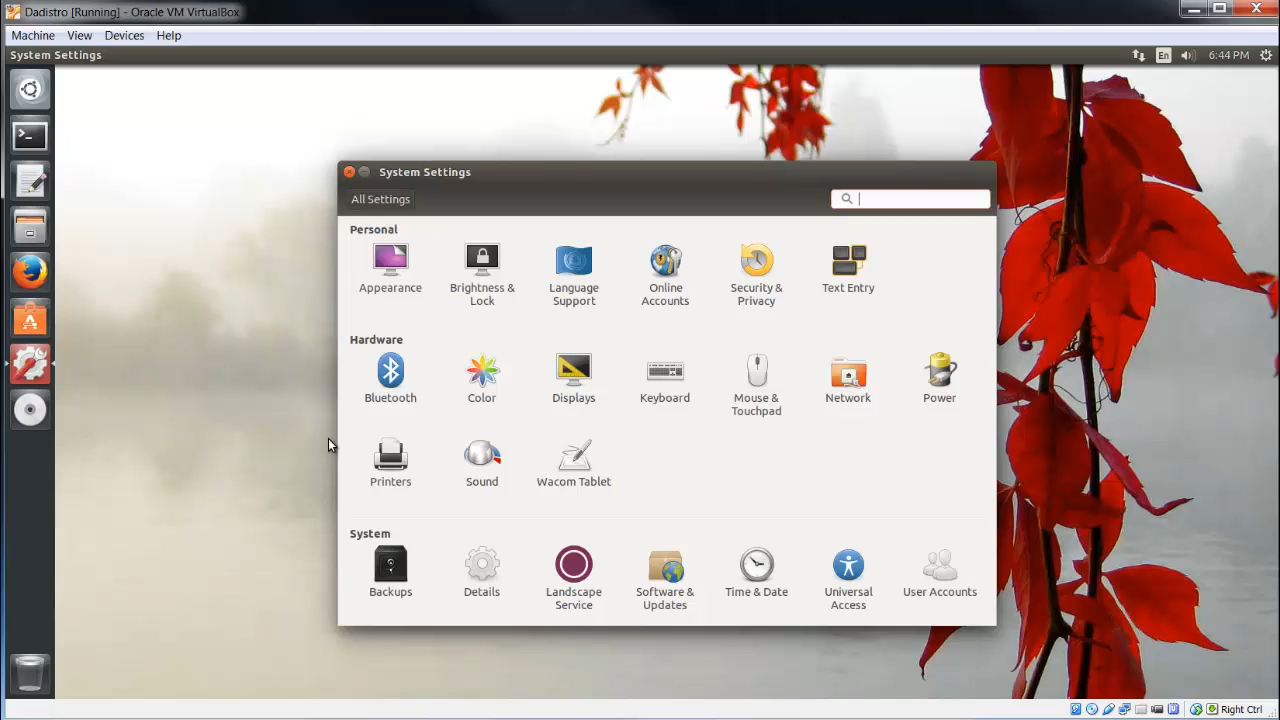 Dadistro [Running] - Oracle VM VirtualBox
Machine View Devices Help
System Settings
En 6:44 PM
System Settings
All Settings
Personal
Appearance
Brightness & Lock
Language Support
Online Accounts
Security & Privacy
Text Entry
Hardware
Bluetooth
Color
Displays
Keyboard
Mouse & Touchpad
Network
Power
Printers
Sound
Wacom Tablet
System
Backups
Details
Landscape Service
Software & Updates
Time & Date
Universal Access
User Accounts
Right Ctrl